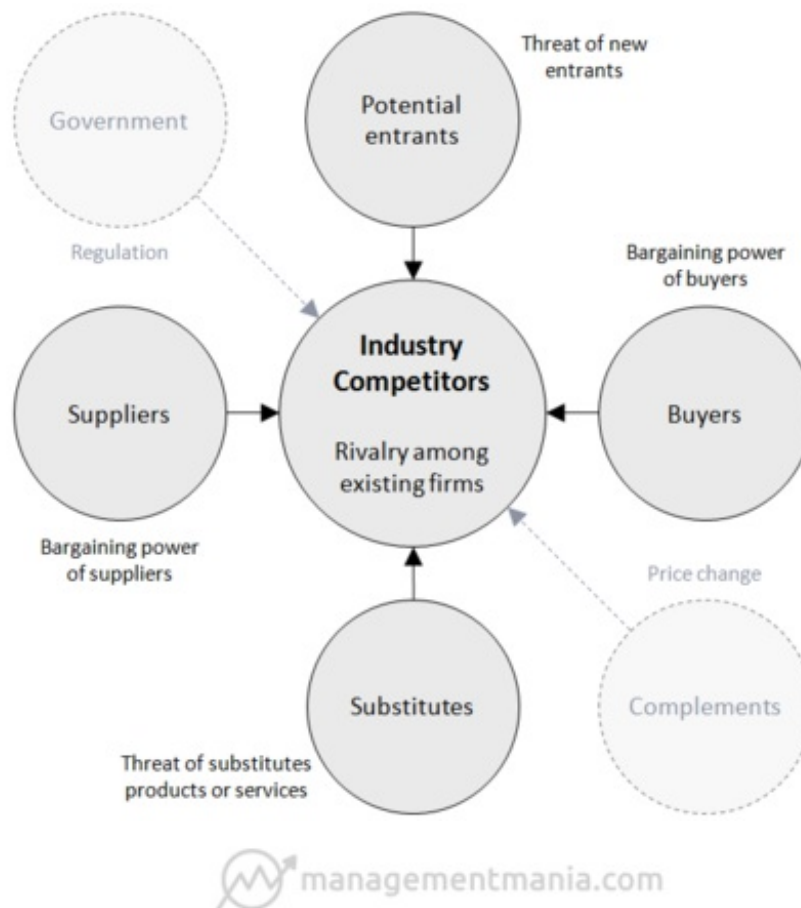 Threat of new
entrants
Potential
entrants
Government
Regulation
Bargaining power
of buyers
Industry
Competitors
Rivalry among
existing firms
Suppliers
Buyers
Bargaining power
of suppliers
Price change
Substitutes
Complements
Threat of substitutes
products or services
managementmania.com